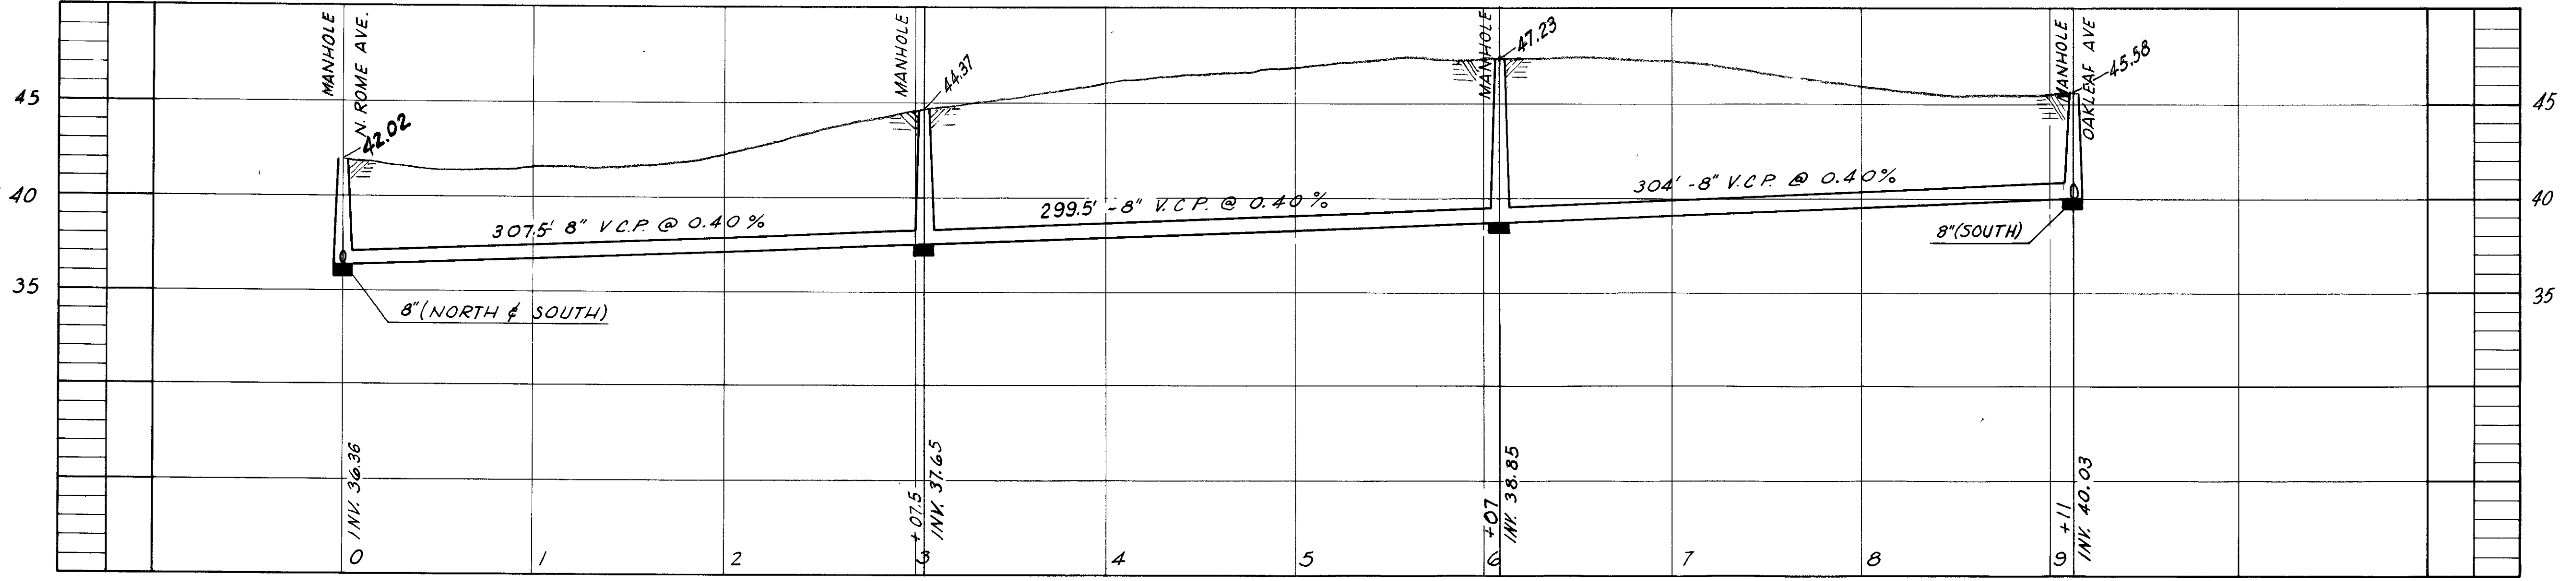 MANHOLE
N. ROME AVE.
42.02
MANHOLE
44.37
MANHOLE
47.23
MANHOLE
OAKLEAF AVE
45.58
45
45
40
40
35
35
307.5' 8" V.C.P. @ 0.40%
299.5' - 8" V.C.P. @ 0.40%
304' - 8" V.C.P. @ 0.40%
8" (NORTH & SOUTH)
8" (SOUTH)
INV. 36.36
+07.5
INV. 37.65
+07
INV. 38.85
+11
INV. 40.03
0
1
2
3
4
5
6
7
8
9